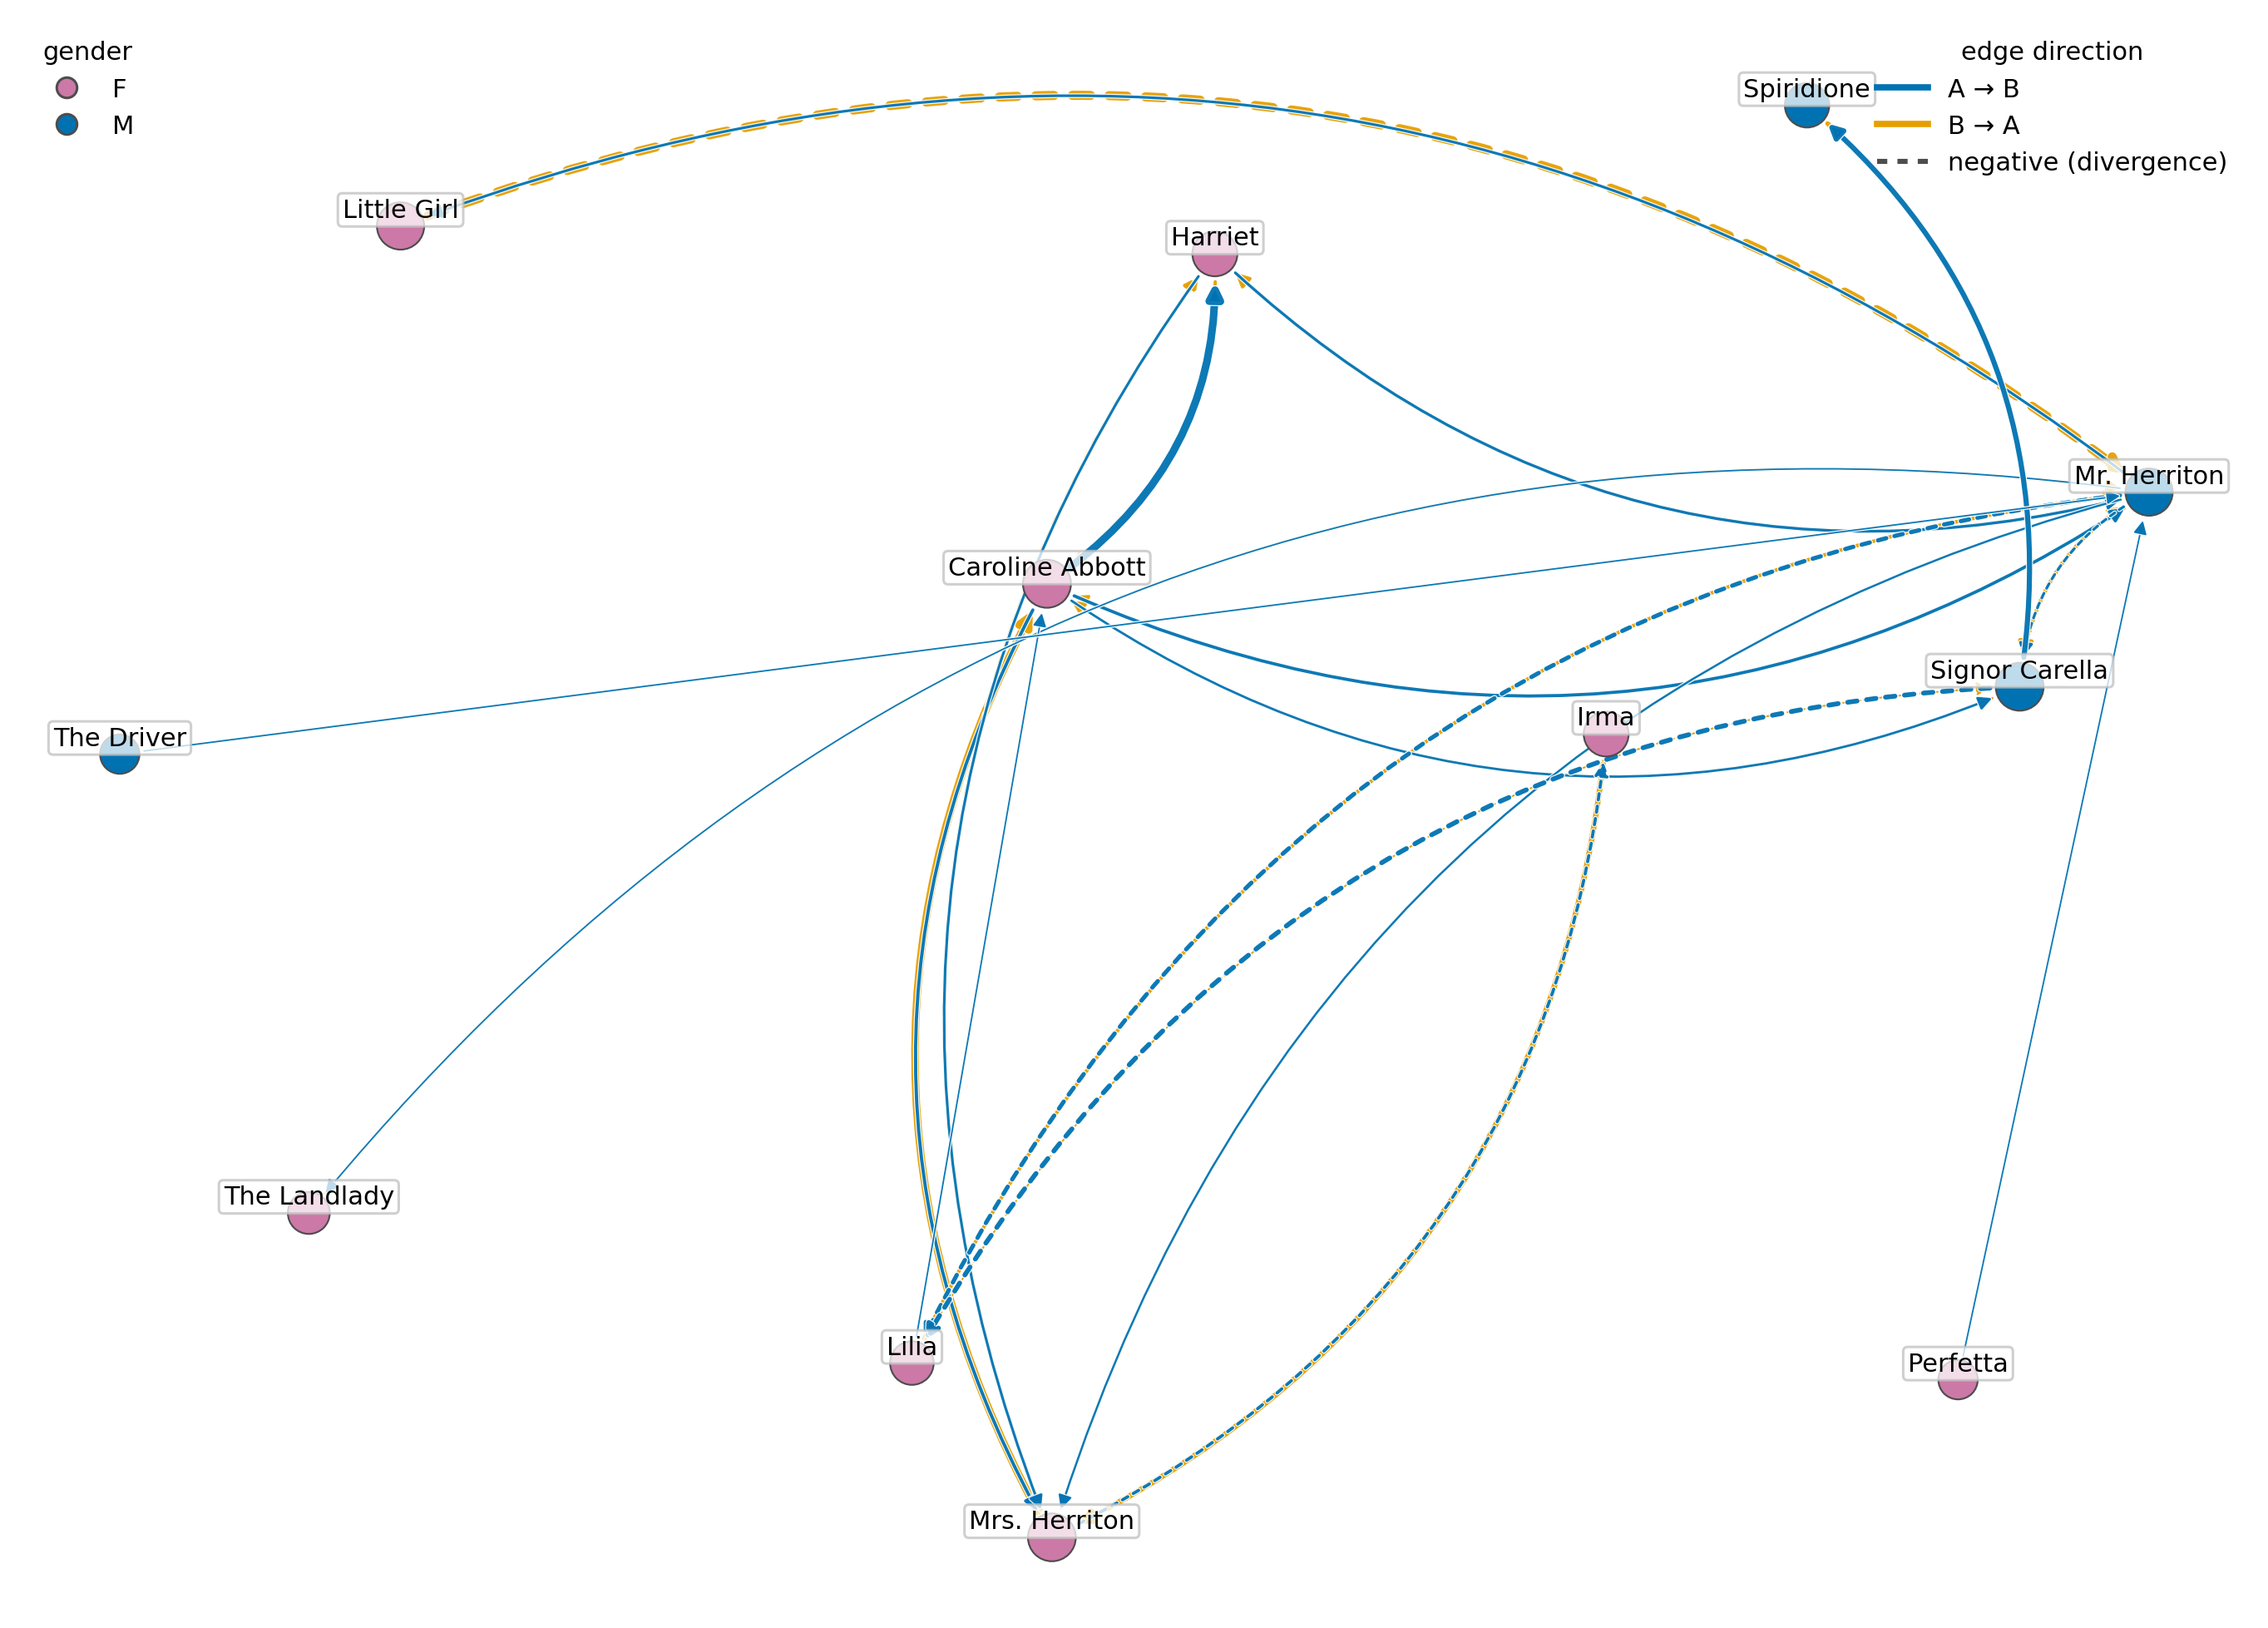 gender
F
M
edge direction
A → B
B → A
negative (divergence)
Spiridione
Little Girl
Harriet
Mr. Herriton
Caroline Abbott
Signor Carella
Irma
The Driver
The Landlady
Lilia
Perfetta
Mrs. Herriton